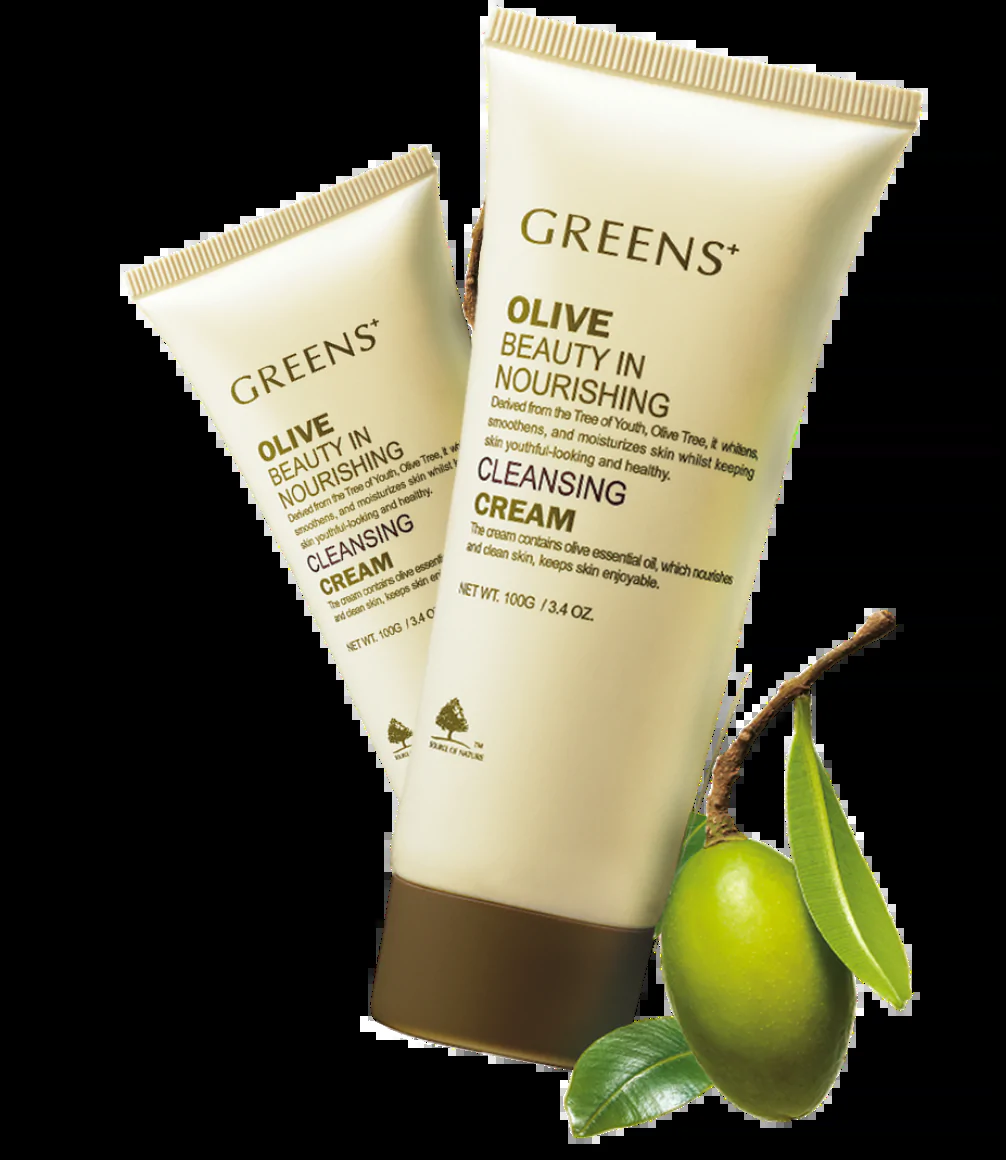 GREENS+
OLIVE
BEAUTY IN
NOURISHING
Derived from the Tree of Youth, Olive Tree, it whitens,
smoothens, and moisturizes skin whilst keeping
skin youthful-looking and healthy.
CLEANSING
CREAM
The cream contains olive essential oil, which nourishes
and clean skin, keeps skin enjoyable.
NET WT. 100G / 3.4 OZ.
SOURCE OF NATURE
TM
GREENS+
OLIVE
BEAUTY IN
NOURISHING
Derived from the Tree of Youth, Olive Tree, it
smoothens, and moisturizes skin whilst
skin youthful-looking and healthy.
CLEANSING
CREAM
The cream contains olive
and clean skin, keeps skin
NET WT. 100G / 3.4